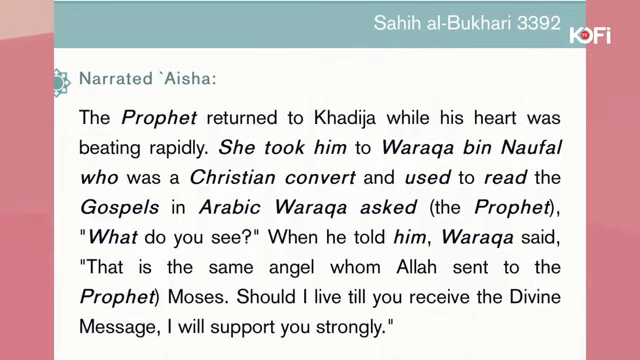 Sahih al-Bukhari 3392
KOFi
TV
Narrated `Aisha:
The Prophet returned to Khadija while his heart was
beating rapidly. She took him to Waraqa bin Naufal
who was a Christian convert and used to read the
Gospels in Arabic Waraqa asked (the Prophet),
"What do you see?" When he told him, Waraqa said,
"That is the same angel whom Allah sent to the
Prophet) Moses. Should I live till you receive the Divine
Message, I will support you strongly."